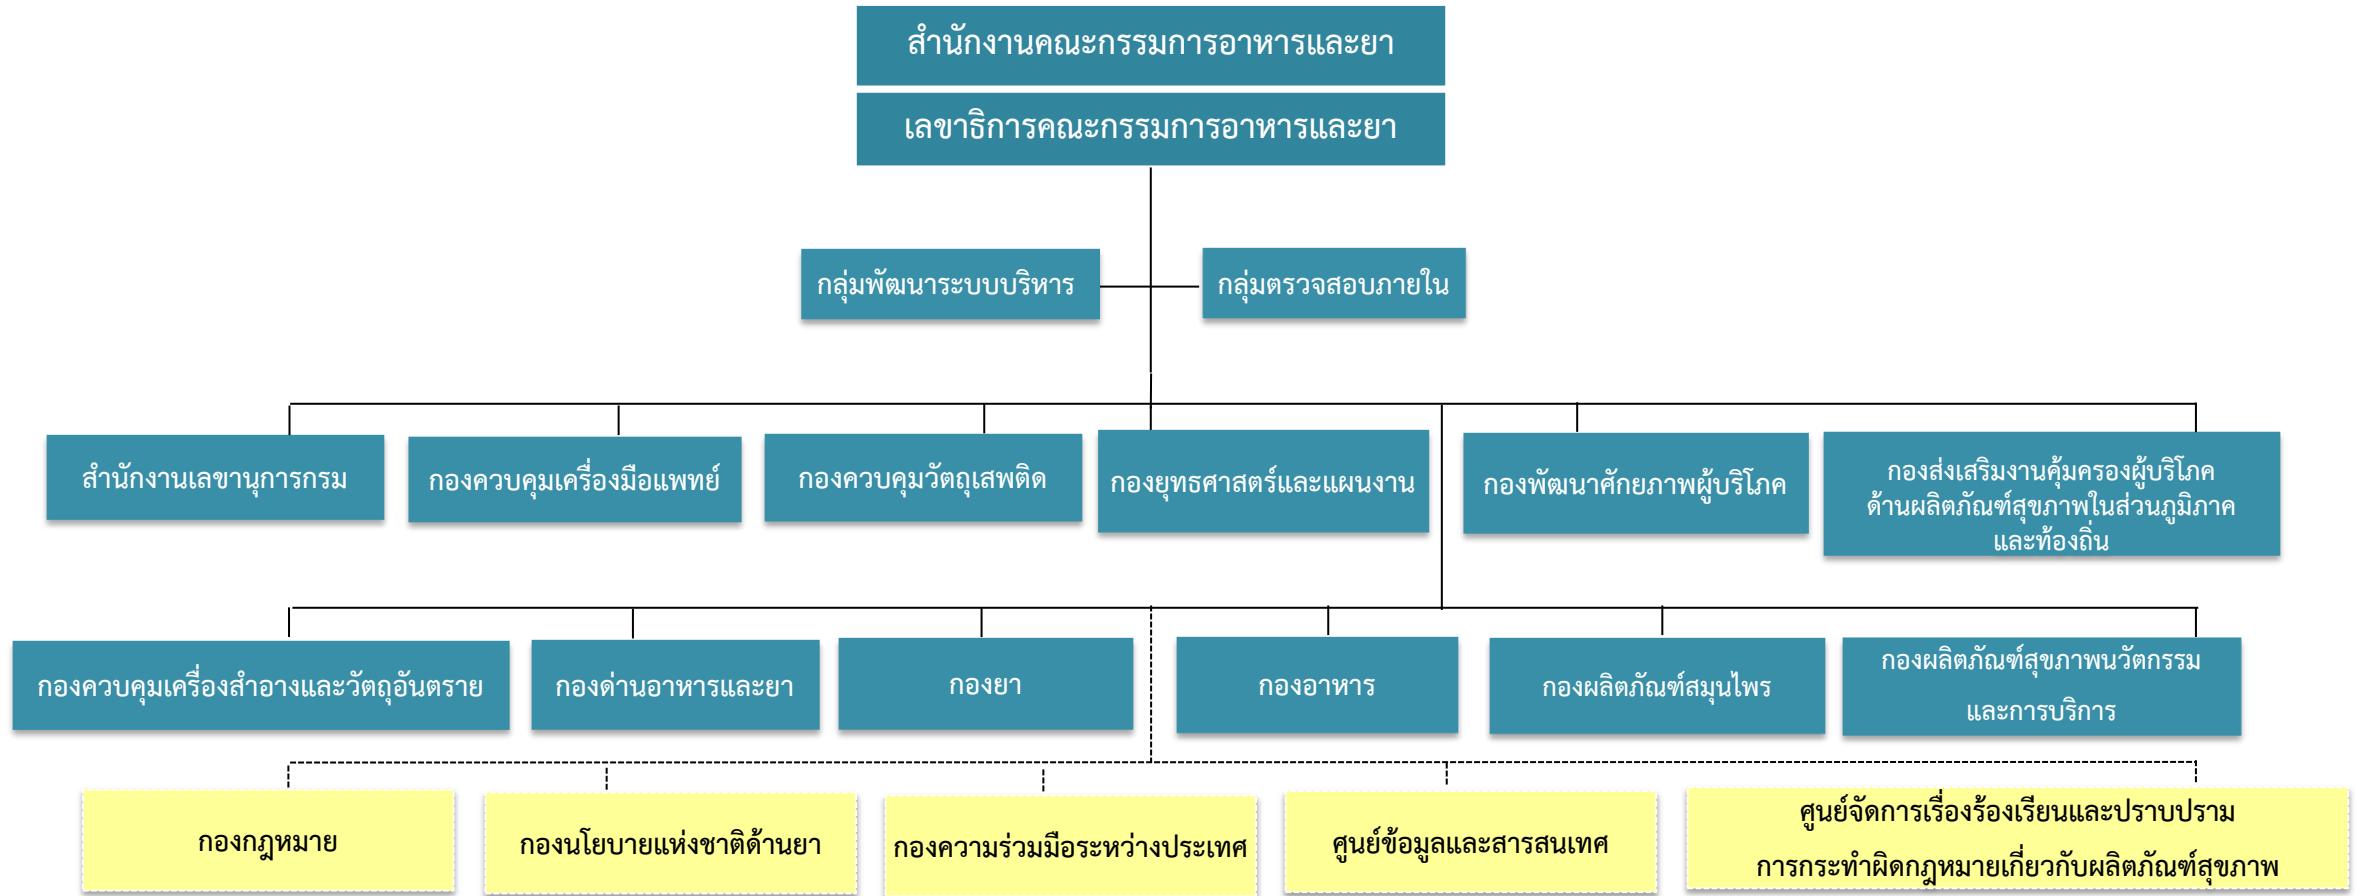 สำนักงานคณะกรรมการอาหารและยา
เลขาธิการคณะกรรมการอาหารและยา
กลุ่มพัฒนาระบบบริหาร
กลุ่มตรวจสอบภายใน
สำนักงานเลขานุการกรม
กองควบคุมเครื่องมือแพทย์
กองควบคุมวัตถุเสพติด
กองยุทธศาสตร์และแผนงาน
กองพัฒนาศักยภาพผู้บริโภค
กองส่งเสริมงานคุ้มครองผู้บริโภค
ด้านผลิตภัณฑ์สุขภาพในส่วนภูมิภาค
และท้องถิ่น
กองควบคุมเครื่องสำอางและวัตถุอันตราย
กองด่านอาหารและยา
กองยา
กองอาหาร
กองผลิตภัณฑ์สมุนไพร
กองผลิตภัณฑ์สุขภาพนวัตกรรม
และการบริการ
กองกฎหมาย
กองนโยบายแห่งชาติด้านยา
กองความร่วมมือระหว่างประเทศ
ศูนย์ข้อมูลและสารสนเทศ
ศูนย์จัดการเรื่องร้องเรียนและปราบปราม
การกระทำผิดกฎหมายเกี่ยวกับผลิตภัณฑ์สุขภาพ